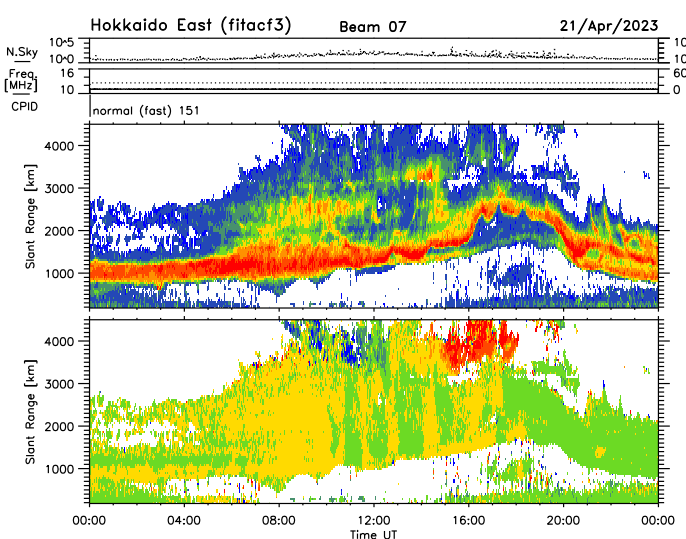 Hokkaido East (fitacf3) Beam 07 21/Apr/2023
N.Sky 10^5 10^0 10 10
Freq. [MHz] 16 10 60 0
CPID normal (fast) 151
Slant Range [km] 4000 3000 2000 1000
Slant Range [km] 4000 3000 2000 1000
00:00 04:00 08:00 12:00 16:00 20:00 00:00
Time UT